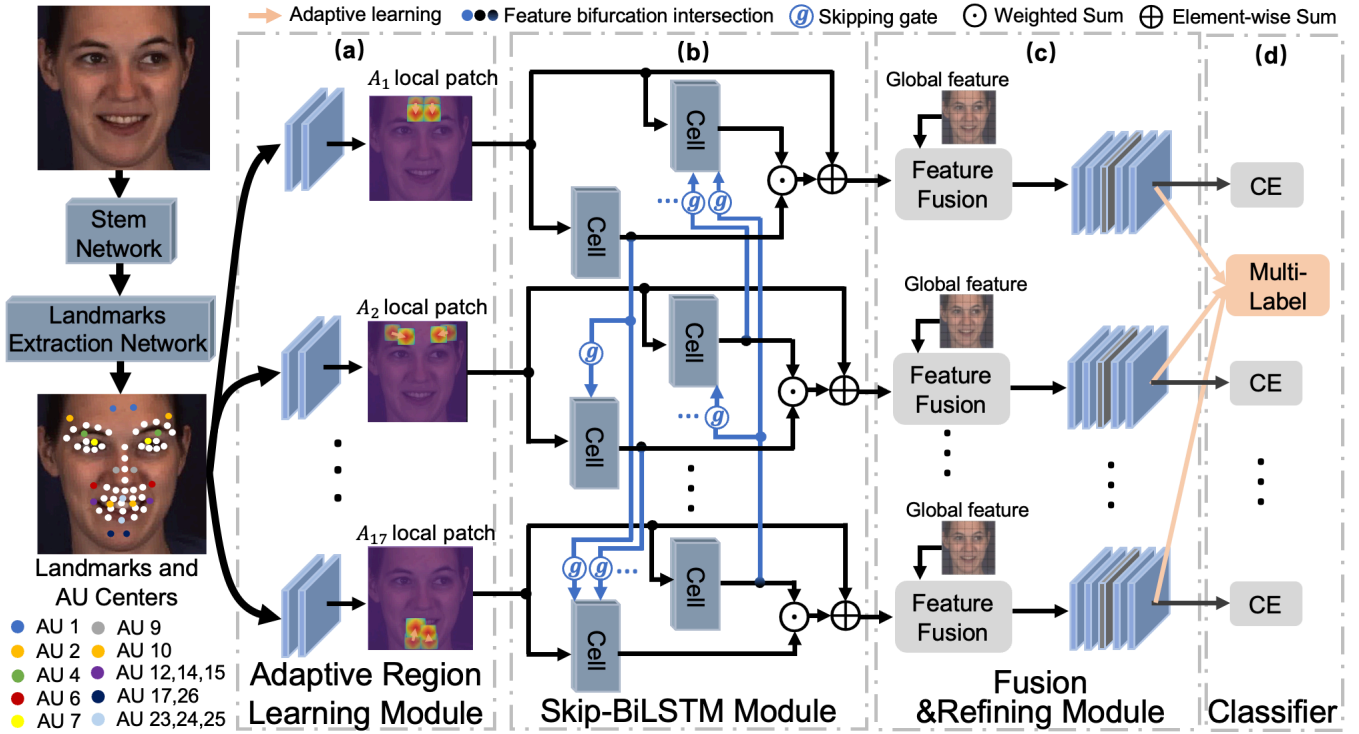 Adaptive learning
Feature bifurcation intersection
g Skipping gate
Weighted Sum
Element-wise Sum
(a)
(b)
(c)
(d)
Stem
Network
Landmarks
Extraction Network
Landmarks and
AU Centers
AU 1
AU 9
AU 2
AU 10
AU 4
AU 12,14,15
AU 6
AU 17,26
AU 7
AU 23,24,25
A1 local patch
A2 local patch
A17 local patch
Adaptive Region
Learning Module
Cell
Cell
... g g
g
Cell
Cell
... g
g g ...
Cell
Cell
Skip-BiLSTM Module
Global feature
Feature
Fusion
Global feature
Feature
Fusion
Global feature
Feature
Fusion
Fusion
&Refining Module
CE
Multi-
Label
CE
CE
Classifier